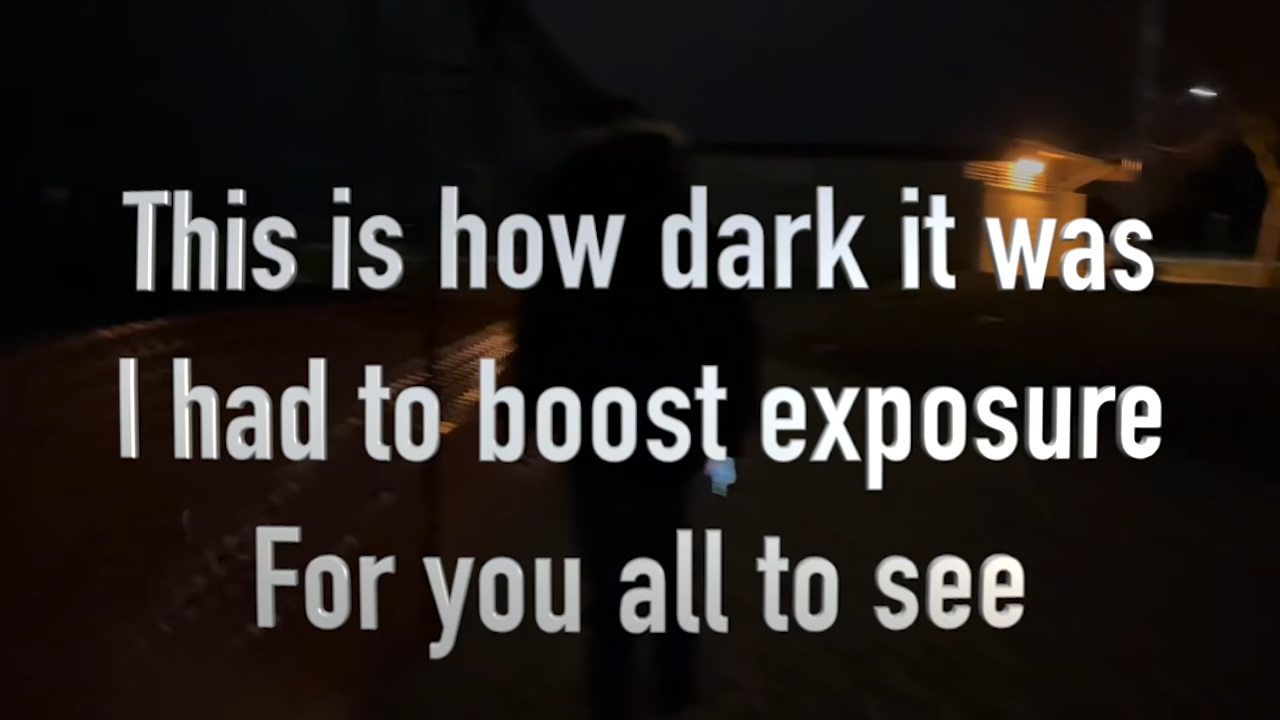 This is how dark it was
I had to boost exposure
For you all to see